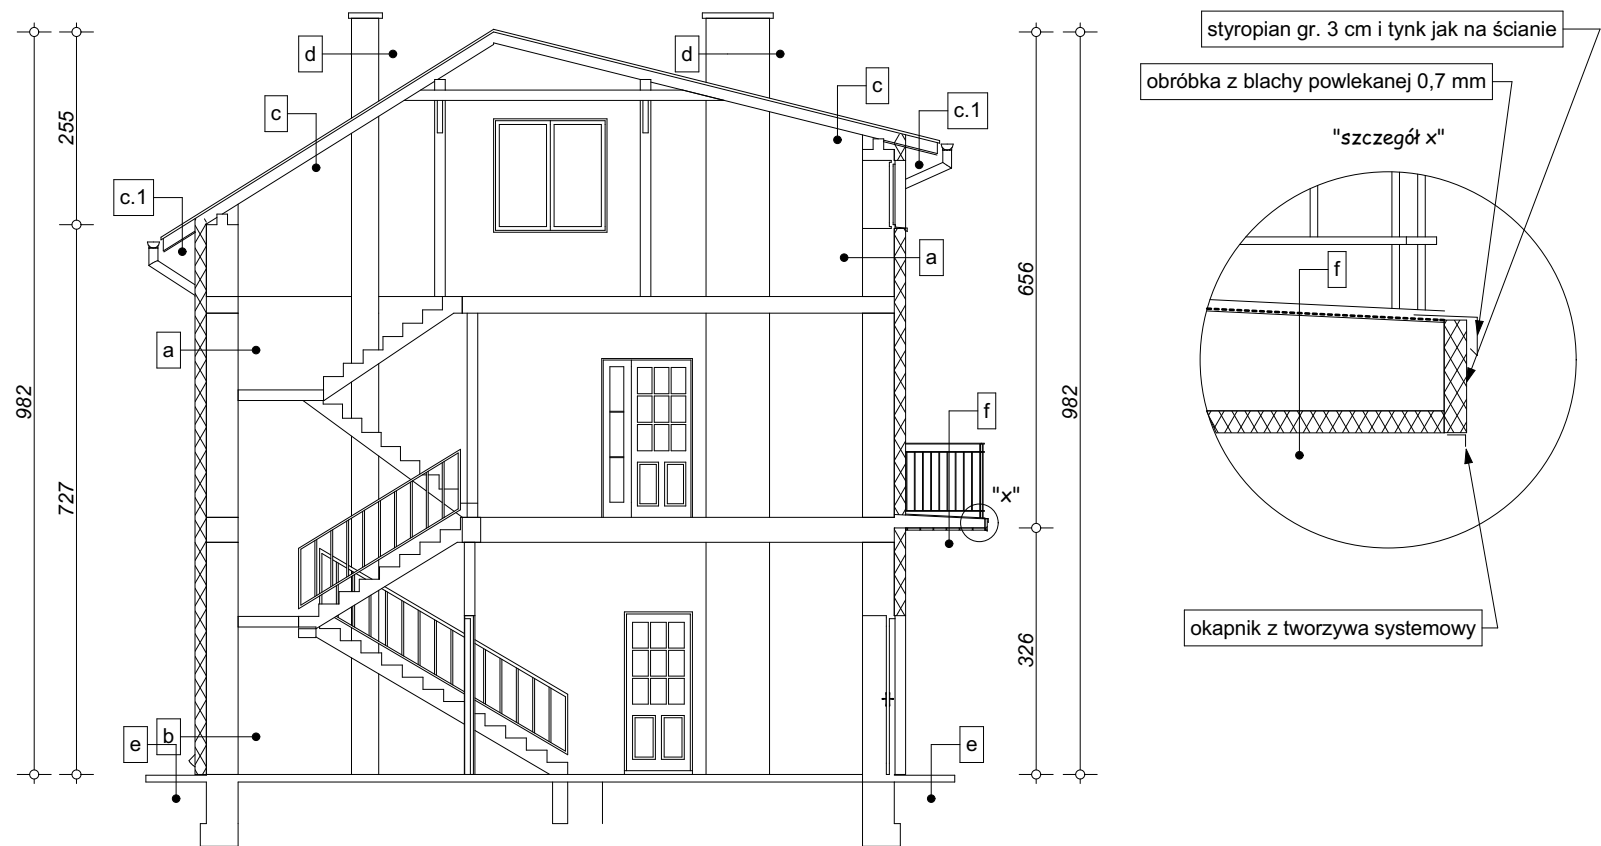 styropian gr. 3 cm i tynk jak na ścianie
obróbka z blachy powlekanej 0,7 mm
"szczegół x"
d
d
c
c
c.1
c.1
a
a
f
f
"x"
b
e
e
okapnik z tworzywa systemowy
255
727
982
656
326
982